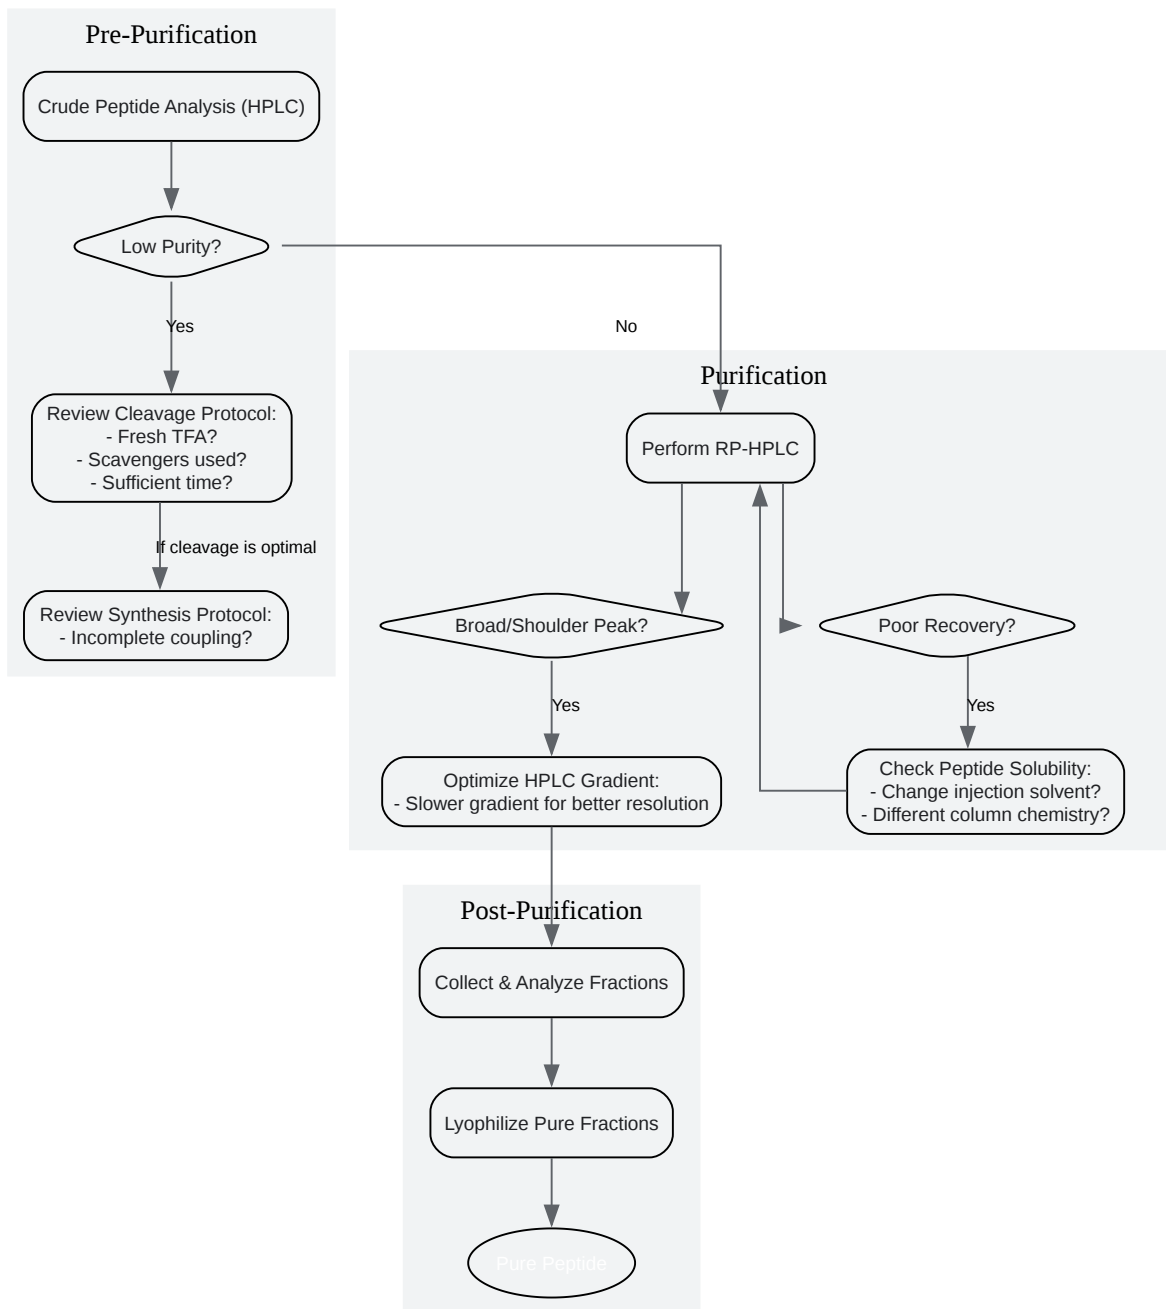 Pre-Purification
Crude Peptide Analysis (HPLC)
Low Purity?
Yes
No
Review Cleavage Protocol:
- Fresh TFA?
- Scavengers used?
- Sufficient time?
If cleavage is optimal
Review Synthesis Protocol:
- Incomplete coupling?
Purification
Perform RP-HPLC
Broad/Shoulder Peak?
Poor Recovery?
Yes
Yes
Optimize HPLC Gradient:
- Slower gradient for better resolution
Check Peptide Solubility:
- Change injection solvent?
- Different column chemistry?
Post-Purification
Collect & Analyze Fractions
Lyophilize Pure Fractions
Pure Peptide